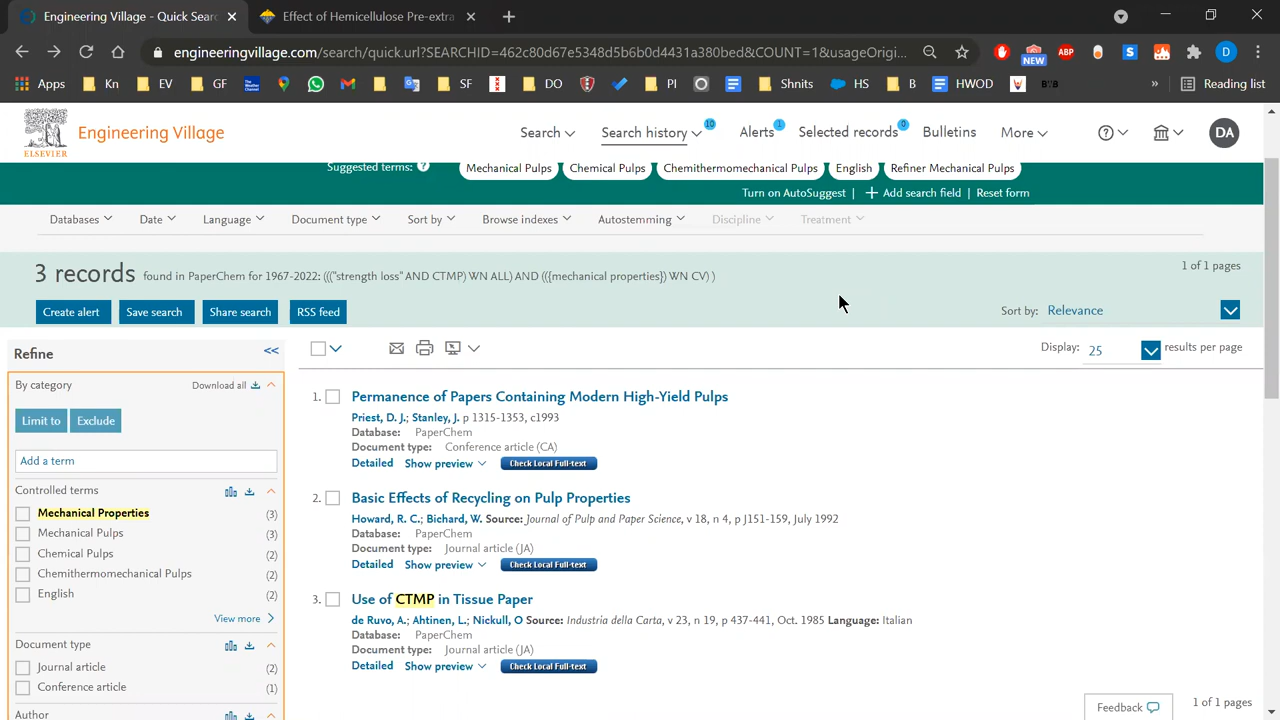 Engineering Village - Quick Sear
Effect of Hemicellulose Pre-extra
engineeringvillage.com/search/quick.url?SEARCHID=462c80d67e5348d5b6b0d4431a380bed&COUNT=1&usageOrigi...
ABP
S
D
NEW
Apps
Kn
EV
GF
SF
DO
PI
Shnits
HS
B
HWOD
»
Reading list
ELSEVIER
Engineering Village
Search
Search history
10
Alerts
1
Selected records
0
Bulletins
More
?
DA
Suggested terms: ?
Mechanical Pulps
Chemical Pulps
Chemithermomechanical Pulps
English
Refiner Mechanical Pulps
Turn on AutoSuggest | + Add search field | Reset form
Databases
Date
Language
Document type
Sort by
Browse indexes
Autostemming
Discipline
Treatment
3 records found in PaperChem for 1967-2022: ((("strength loss" AND CTMP) WN ALL) AND (({mechanical properties}) WN CV) )
1 of 1 pages
Create alert
Save search
Share search
RSS feed
Sort by: Relevance
Refine
<<
Display: 25 results per page
By category
Download all
Limit to
Exclude
Add a term
Controlled terms
Mechanical Properties (3)
Mechanical Pulps (3)
Chemical Pulps (2)
Chemithermomechanical Pulps (2)
English (2)
View more
Document type
Journal article (2)
Conference article (1)
Author
1. Permanence of Papers Containing Modern High-Yield Pulps
Priest, D. J.; Stanley, J. p 1315-1353, c1993
Database: PaperChem
Document type: Conference article (CA)
Detailed Show preview Check Local Full-text
2. Basic Effects of Recycling on Pulp Properties
Howard, R. C.; Bichard, W. Source: Journal of Pulp and Paper Science, v 18, n 4, p J151-159, July 1992
Database: PaperChem
Document type: Journal article (JA)
Detailed Show preview Check Local Full-text
3. Use of CTMP in Tissue Paper
de Ruvo, A.; Ahtinen, L.; Nickull, O Source: Industria della Carta, v 23, n 19, p 437-441, Oct. 1985 Language: Italian
Database: PaperChem
Document type: Journal article (JA)
Detailed Show preview Check Local Full-text
Feedback
1 of 1 pages